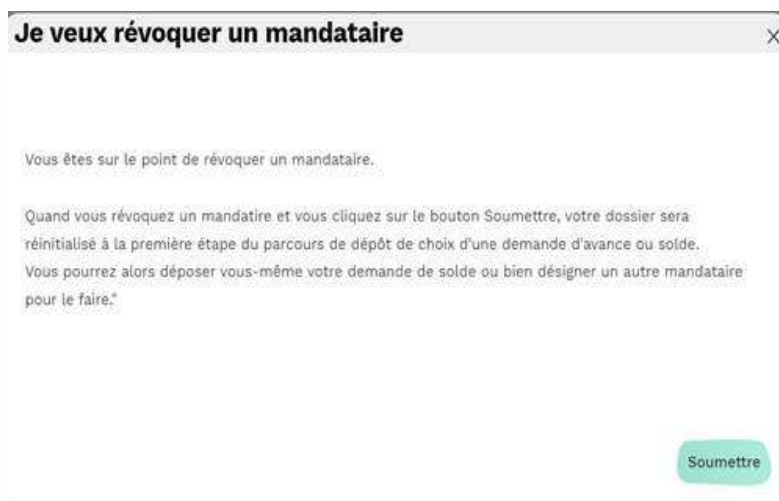 Je veux révoquer un mandataire
Vous êtes sur le point de révoquer un mandataire.
Quand vous révoquez un mandatire et vous cliquez sur le bouton Soumettre, votre dossier sera
réinitialisé à la première étape du parcours de dépôt de choix d'une demande d'avance ou solde.
Vous pourrez alors déposer vous-même votre demande de solde ou bien désigner un autre mandataire
pour le faire."
Soumettre